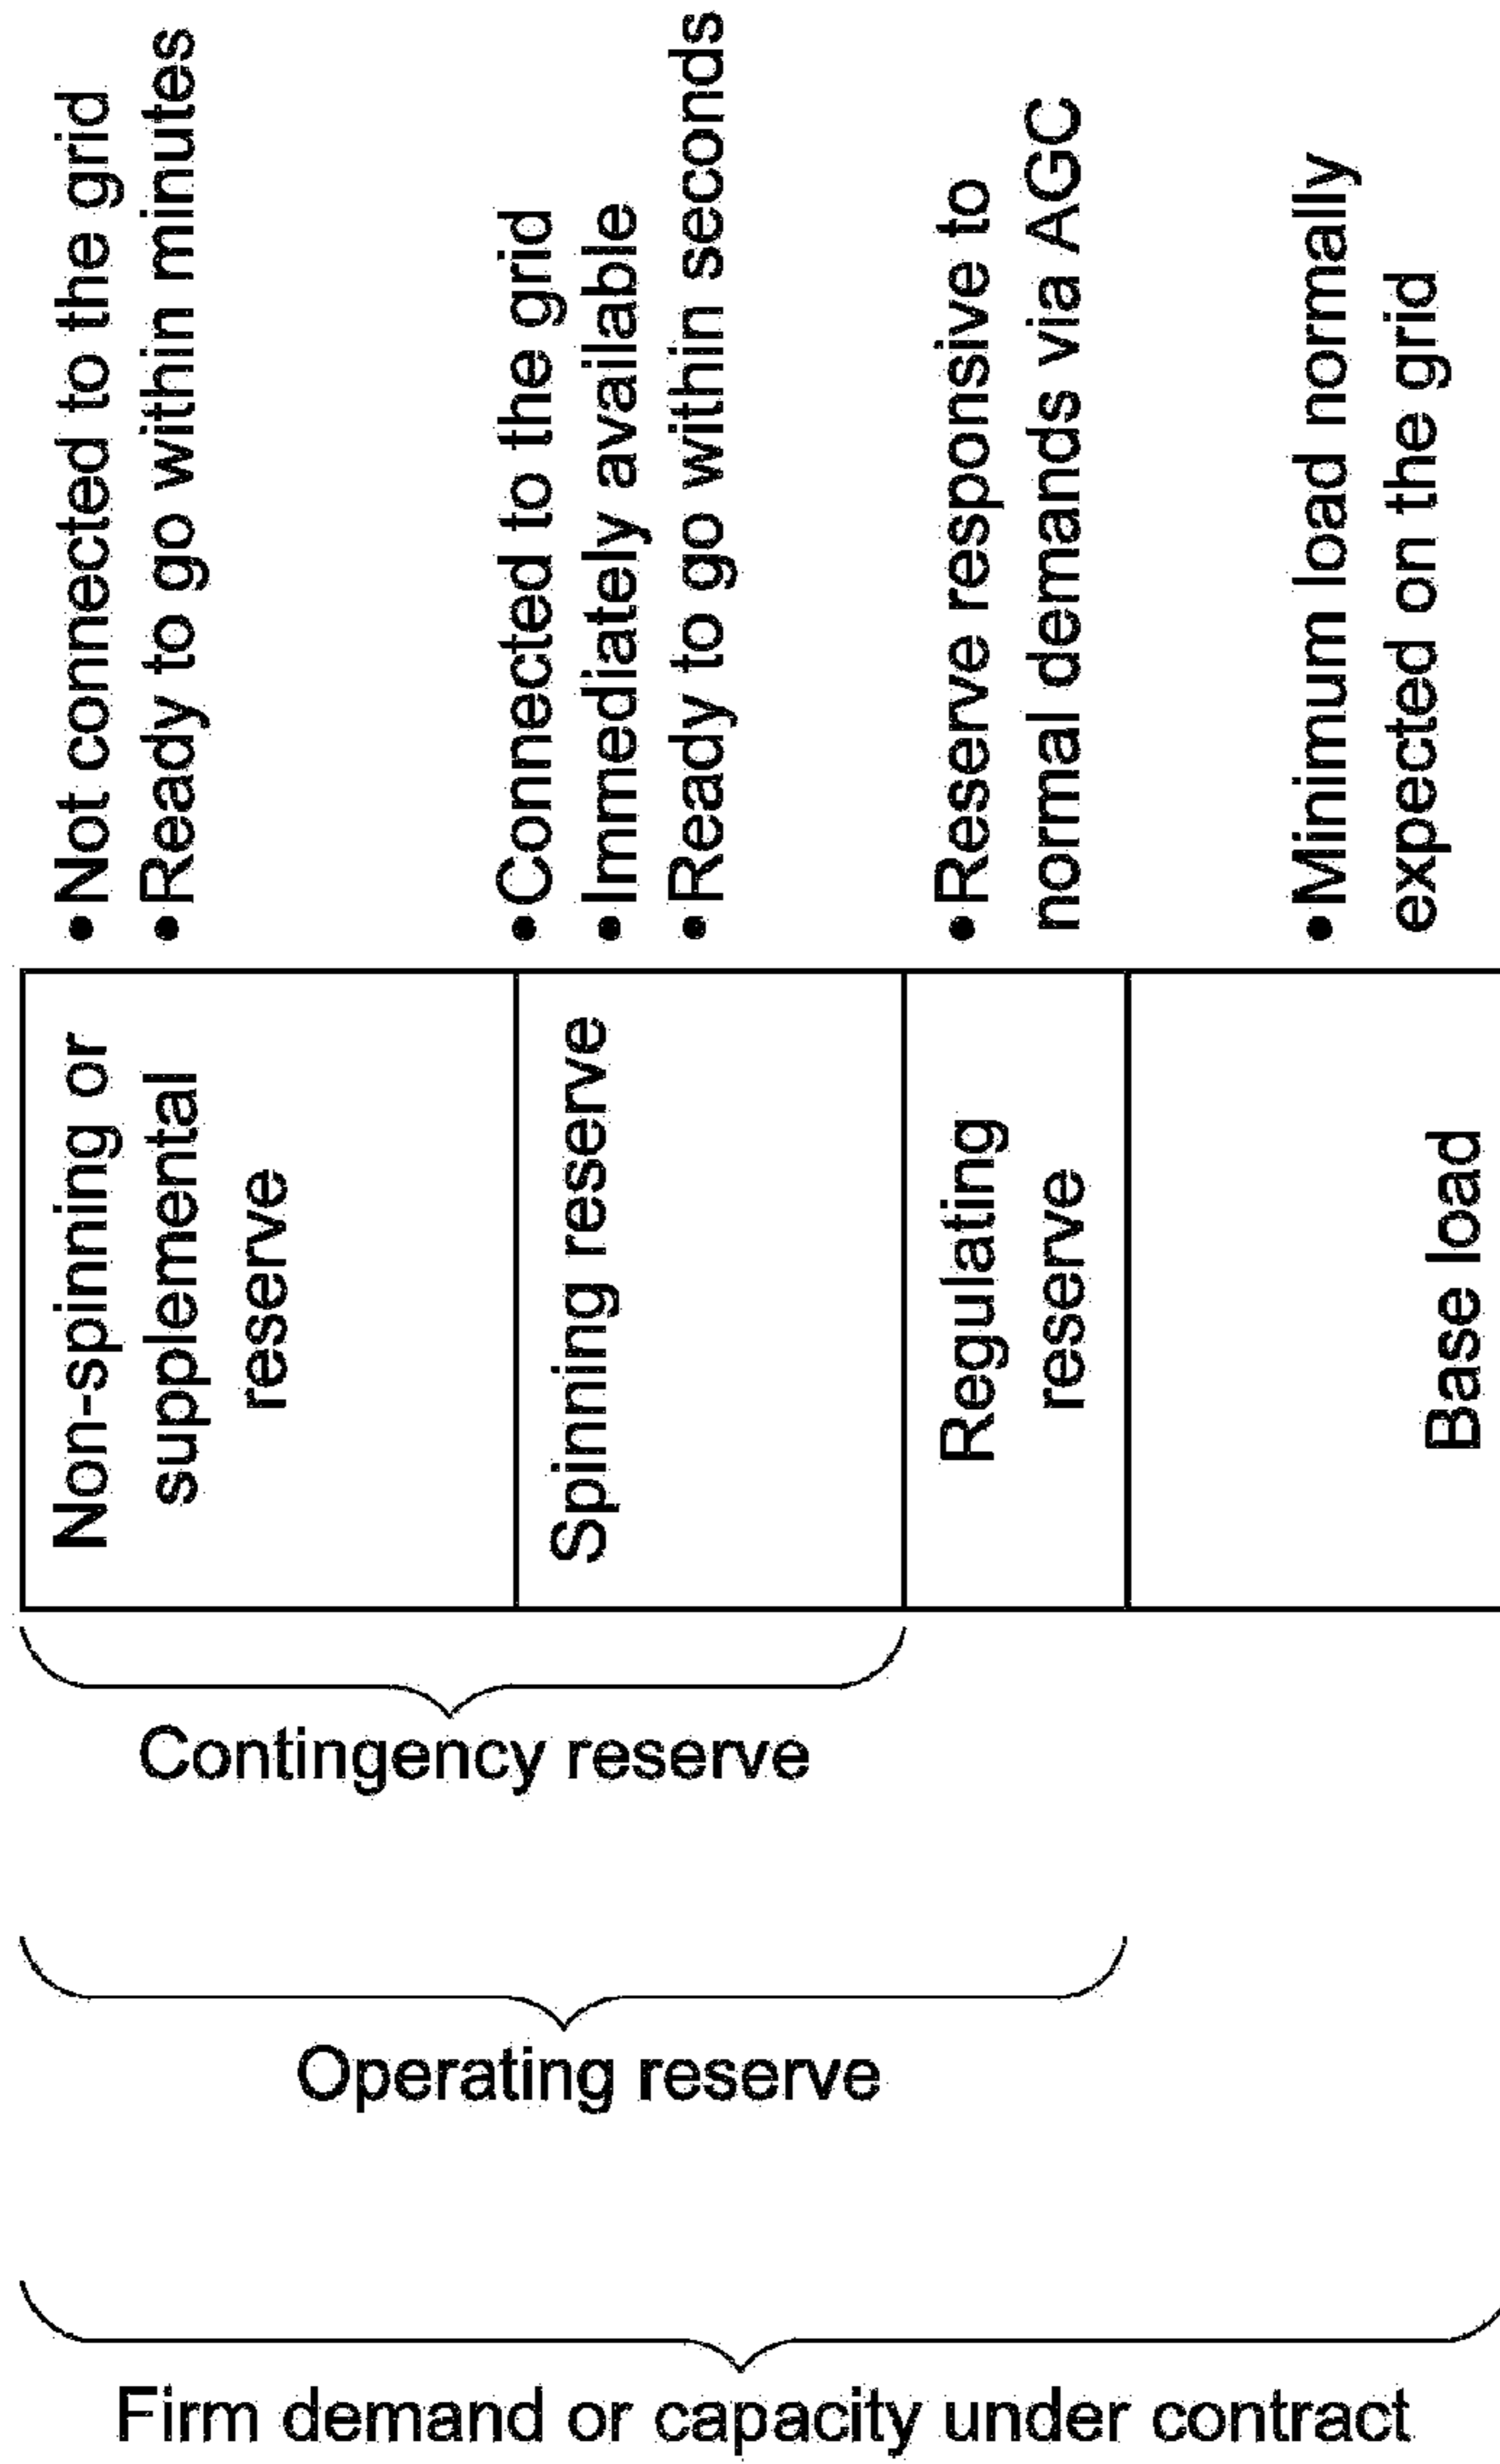 Non-spinning or
supplemental
reserve
•Not connected to the grid
•Ready to go within minutes
Spinning reserve
•Connected to the grid
•Immediately available
•Ready to go within seconds
Regulating
reserve
•Reserve responsive to
normal demands via AGC
Base load
•Minimum load normally
expected on the grid
Contingency reserve
Operating reserve
Firm demand or capacity under contract